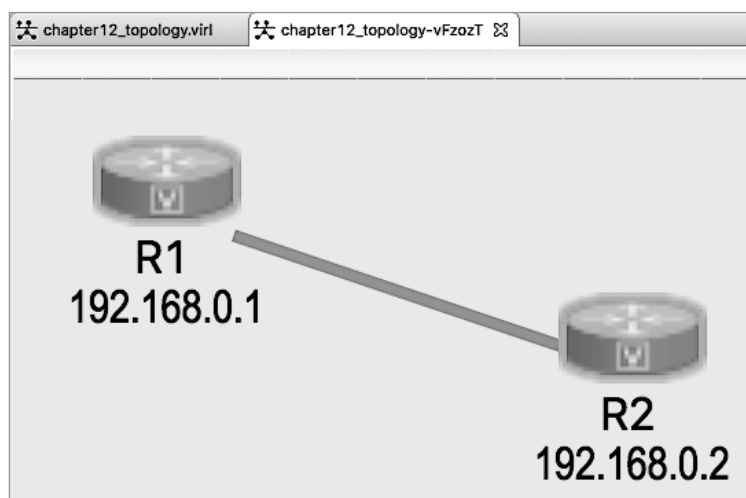 chapter12_topology.virl
chapter12_topology-vFzozT
R1
192.168.0.1
R2
192.168.0.2